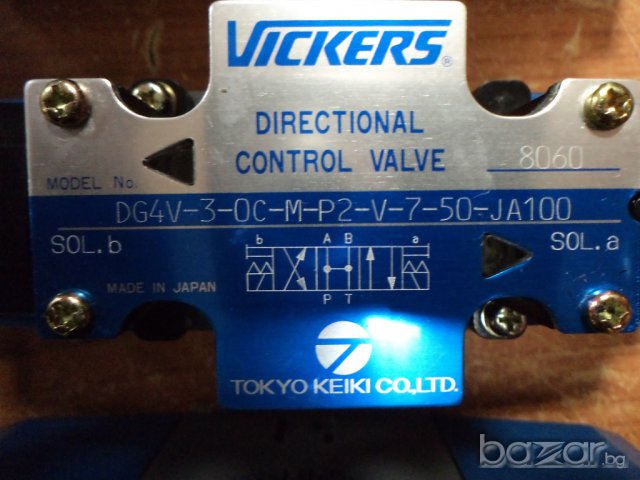 VICKERS®
DIRECTIONAL
CONTROL VALVE 8060
MODEL No.
DG4V-3-0C-M-P2-V-7-50-JA100
SOL.b SOL.a
b A B a
P T
MADE IN JAPAN
TOKYO KEIKI CO.,LTD.
bazar.bg